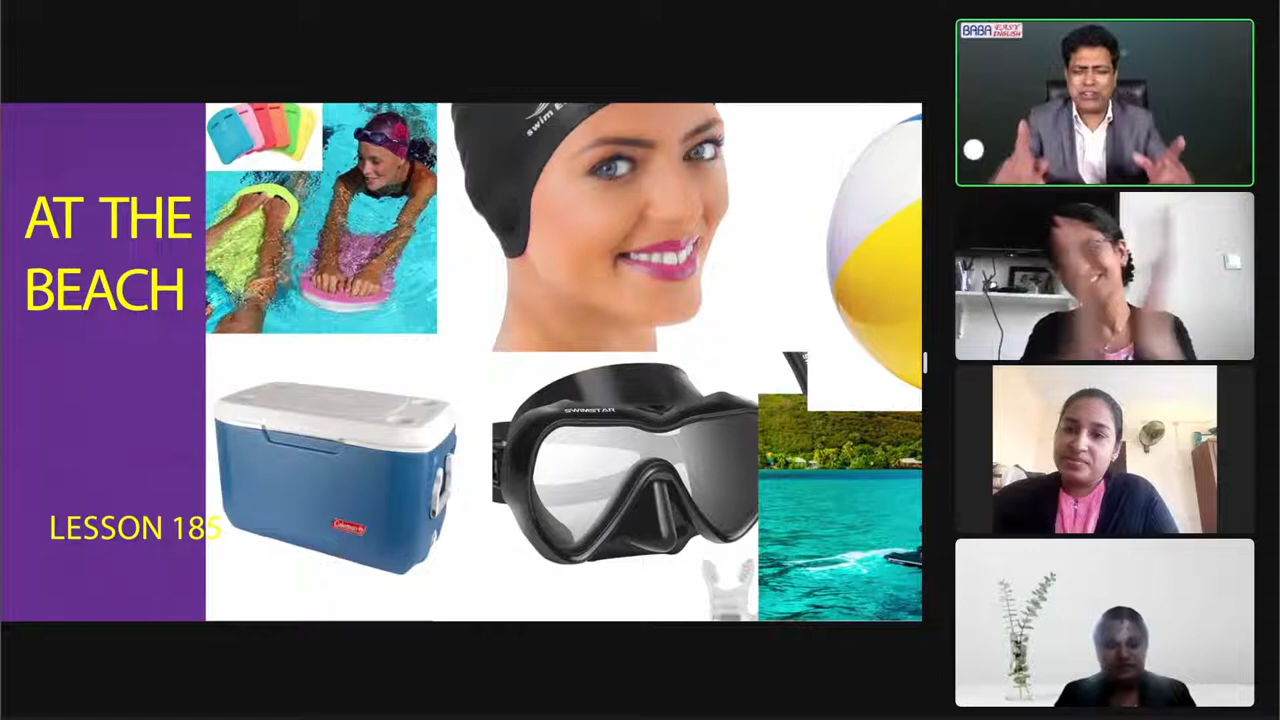 AT THE
BEACH
LESSON 185
swim
SWIMSTAR
Coleman
BABA EASY
ENGLISH